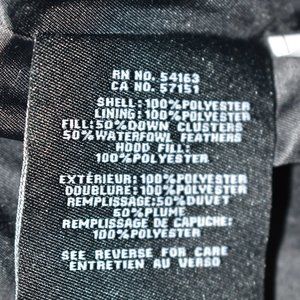 RN NO. 54163
CA NO. 57151
SHELL: 100%POLYESTER
LINING: 100%POLYESTER
FILL: 50%DOWN CLUSTERS
50%WATERFOWL FEATHERS
HOOD FILL:
100%POLYESTER
EXTÉRIEUR: 100%POLYESTER
DOUBLURE: 100%POLYESTER
REMPLISSAGE: 50%DUVET
50%PLUME
REMPLISSAGE DE CAPUCHE:
100%POLYESTER
SEE REVERSE FOR CARE
ENTRETIEN AU VERSO